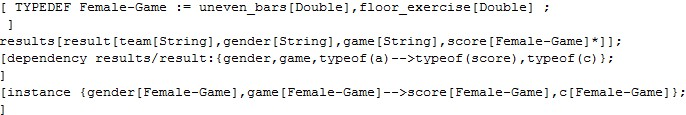 [ TYPEDEF Female-Game := uneven_bars[Double],floor_exercise[Double] ;
 ]
results[result[team[String],gender[String],game[String],score[Female-Game]*]];
[dependency results/result:{gender,game,typeof(a)-->typeof(score),typeof(c)};
]
[instance {gender[Female-Game],game[Female-Game]-->score[Female-Game],c[Female-Game]};
]